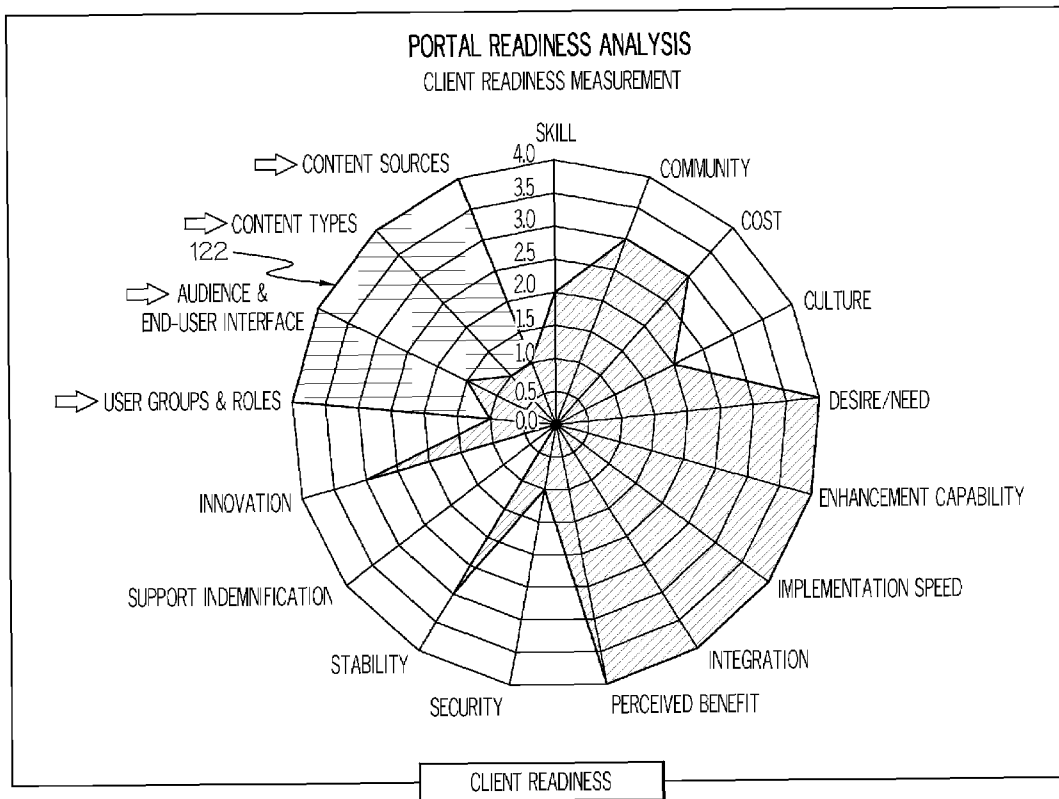 PORTAL READINESS ANALYSIS
CLIENT READINESS MEASUREMENT
SKILL
COMMUNITY
COST
CULTURE
DESIRE/NEED
ENHANCEMENT CAPABILITY
IMPLEMENTATION SPEED
INTEGRATION
PERCEIVED BENEFIT
SECURITY
STABILITY
SUPPORT INDEMNIFICATION
INNOVATION
USER GROUPS & ROLES
AUDIENCE &
END-USER INTERFACE
122
CONTENT TYPES
CONTENT SOURCES
4.0
3.5
3.0
2.5
2.0
1.5
1.0
0.5
0.0
CLIENT READINESS